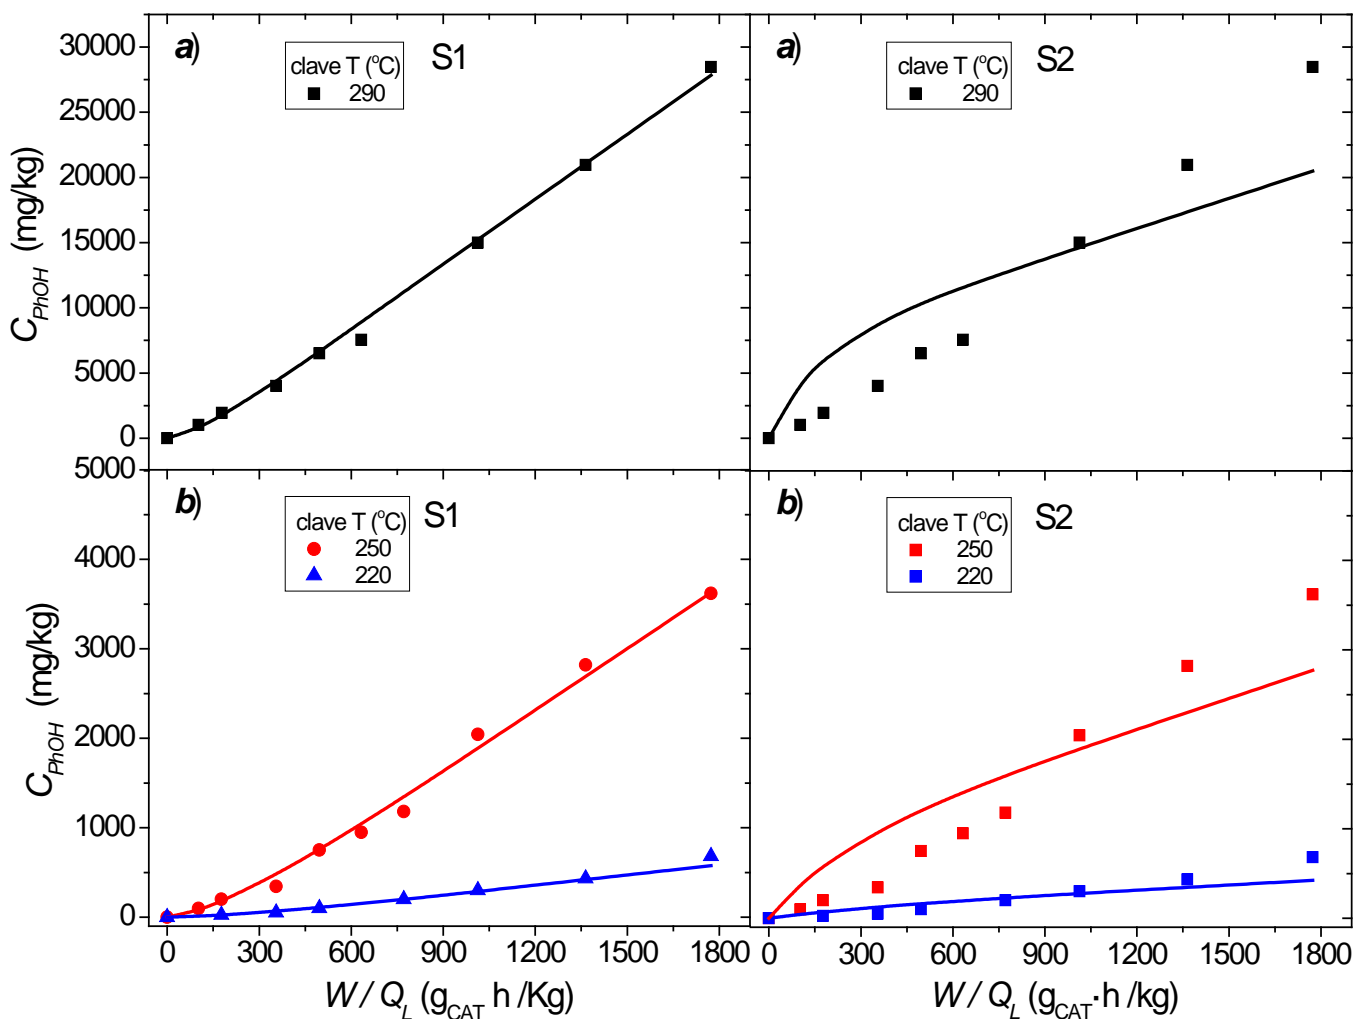 a)
clave T (°C)
290
S1
a)
clave T (°C)
290
S2
30000
25000
20000
15000
10000
5000
0
C_PhOH (mg/kg)
b)
clave T (°C)
250
220
S1
b)
clave T (°C)
250
220
S2
5000
4000
3000
2000
1000
0
C_PhOH (mg/kg)
0 300 600 900 1200 1500 1800
0 300 600 900 1200 1500 1800
W / Q_L (g_CAT h /Kg)
W / Q_L (g_CAT·h /kg)